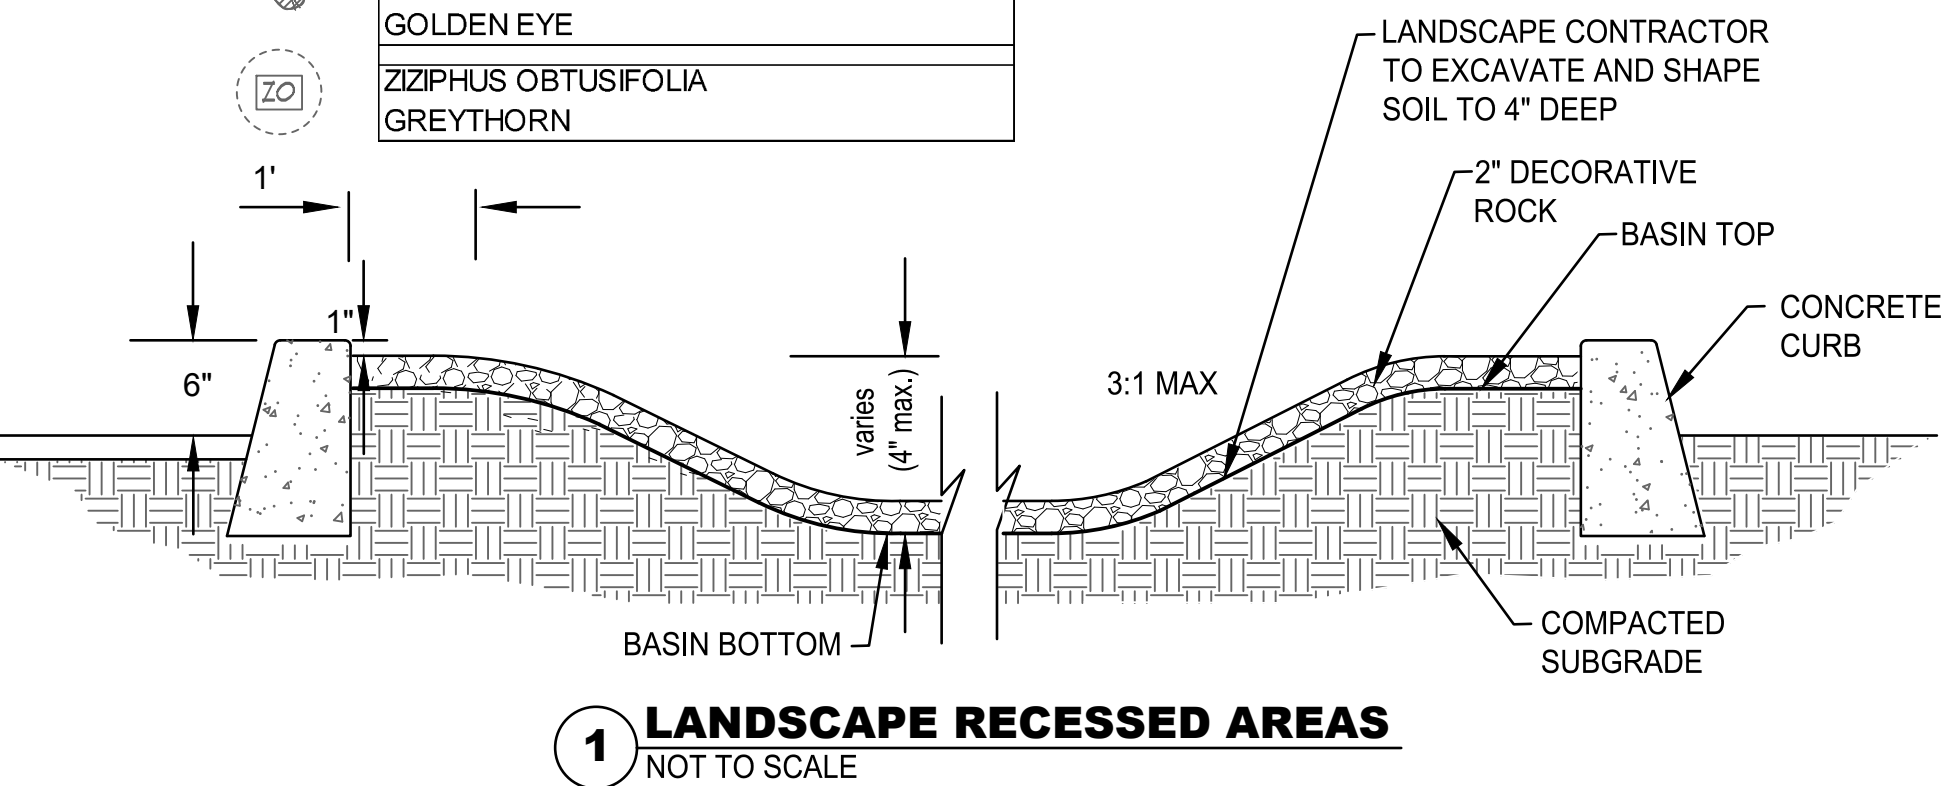 GOLDEN EYE
ZO
ZIZIPHUS OBTUSIFOLIA
GREYTHORN
LANDSCAPE CONTRACTOR
TO EXCAVATE AND SHAPE
SOIL TO 4" DEEP
1'
2" DECORATIVE
ROCK
BASIN TOP
CONCRETE
CURB
1"
6"
varies
(4" max.)
3:1 MAX
BASIN BOTTOM
COMPACTED
SUBGRADE
1
LANDSCAPE RECESSED AREAS
NOT TO SCALE